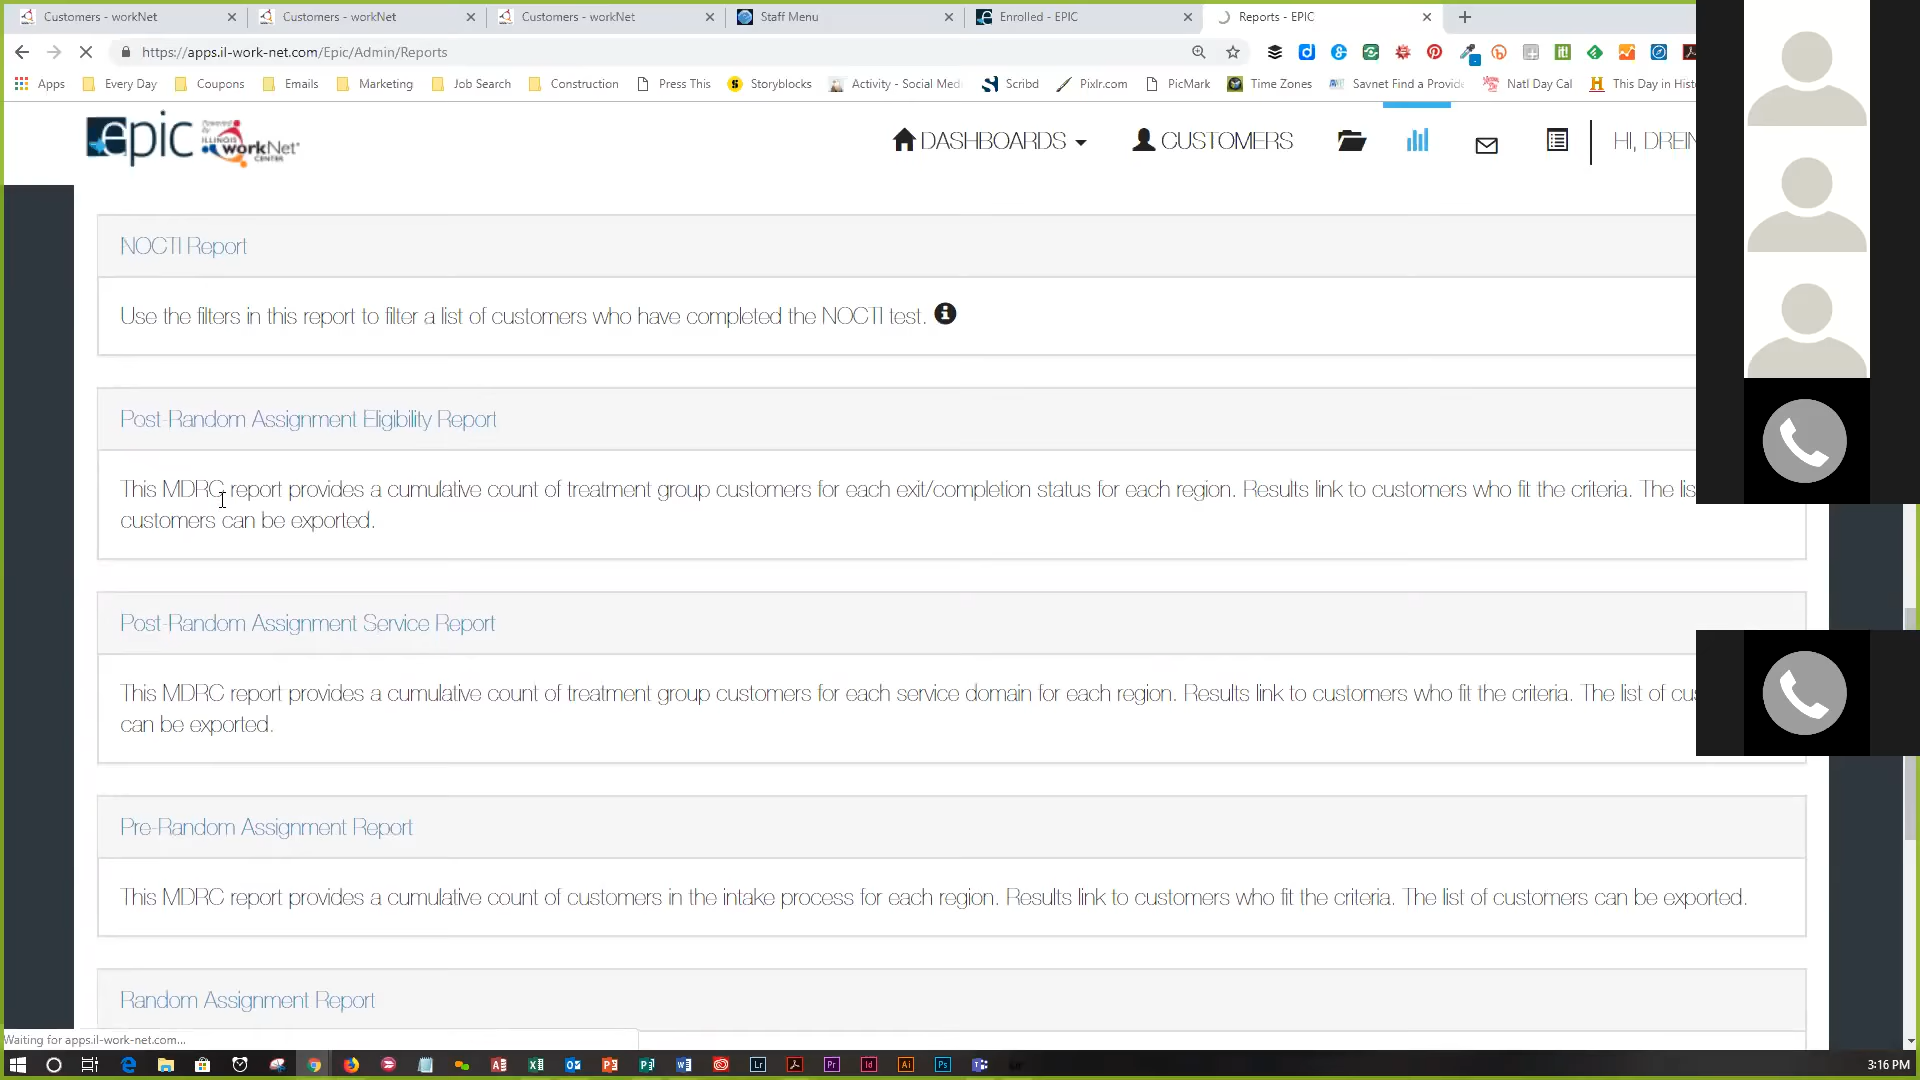 Customers - workNet
Customers - workNet
Customers - workNet
Staff Menu
Enrolled - EPIC
Reports - EPIC
https://apps.il-work-net.com/Epic/Admin/Reports
Apps
Every Day
Coupons
Emails
Marketing
Job Search
Construction
Press This
Storyblocks
Activity - Social Medi
Scribd
Pixlr.com
PicMark
Time Zones
Savnet Find a Provide
Natl Day Cal
This Day in Histo
epic
Powered by
ILLINOIS
workNet
CENTER
DASHBOARDS
CUSTOMERS
HI, DREIN
NOCTI Report
Use the filters in this report to filter a list of customers who have completed the NOCTI test.
Post-Random Assignment Eligibility Report
This MDRC report provides a cumulative count of treatment group customers for each exit/completion status for each region. Results link to customers who fit the criteria. The lis
customers can be exported.
Post-Random Assignment Service Report
This MDRC report provides a cumulative count of treatment group customers for each service domain for each region. Results link to customers who fit the criteria. The list of cu
can be exported.
Pre-Random Assignment Report
This MDRC report provides a cumulative count of customers in the intake process for each region. Results link to customers who fit the criteria. The list of customers can be exported.
Random Assignment Report
Waiting for apps.il-work-net.com...
3:16 PM